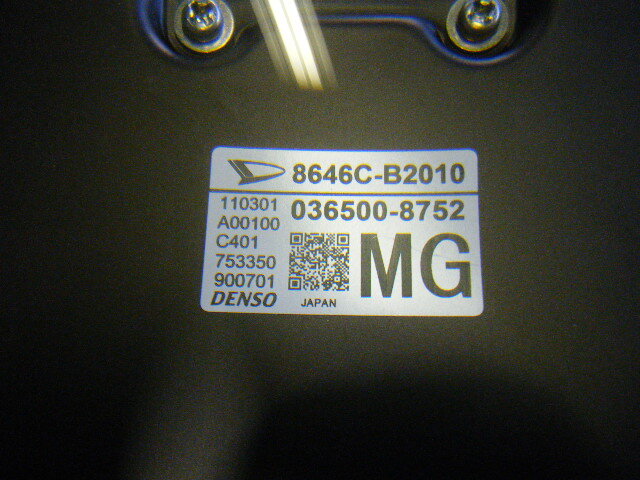 8646C-B2010
110301 036500-8752
A00100
C401
753350
900701
MG
DENSO
JAPAN